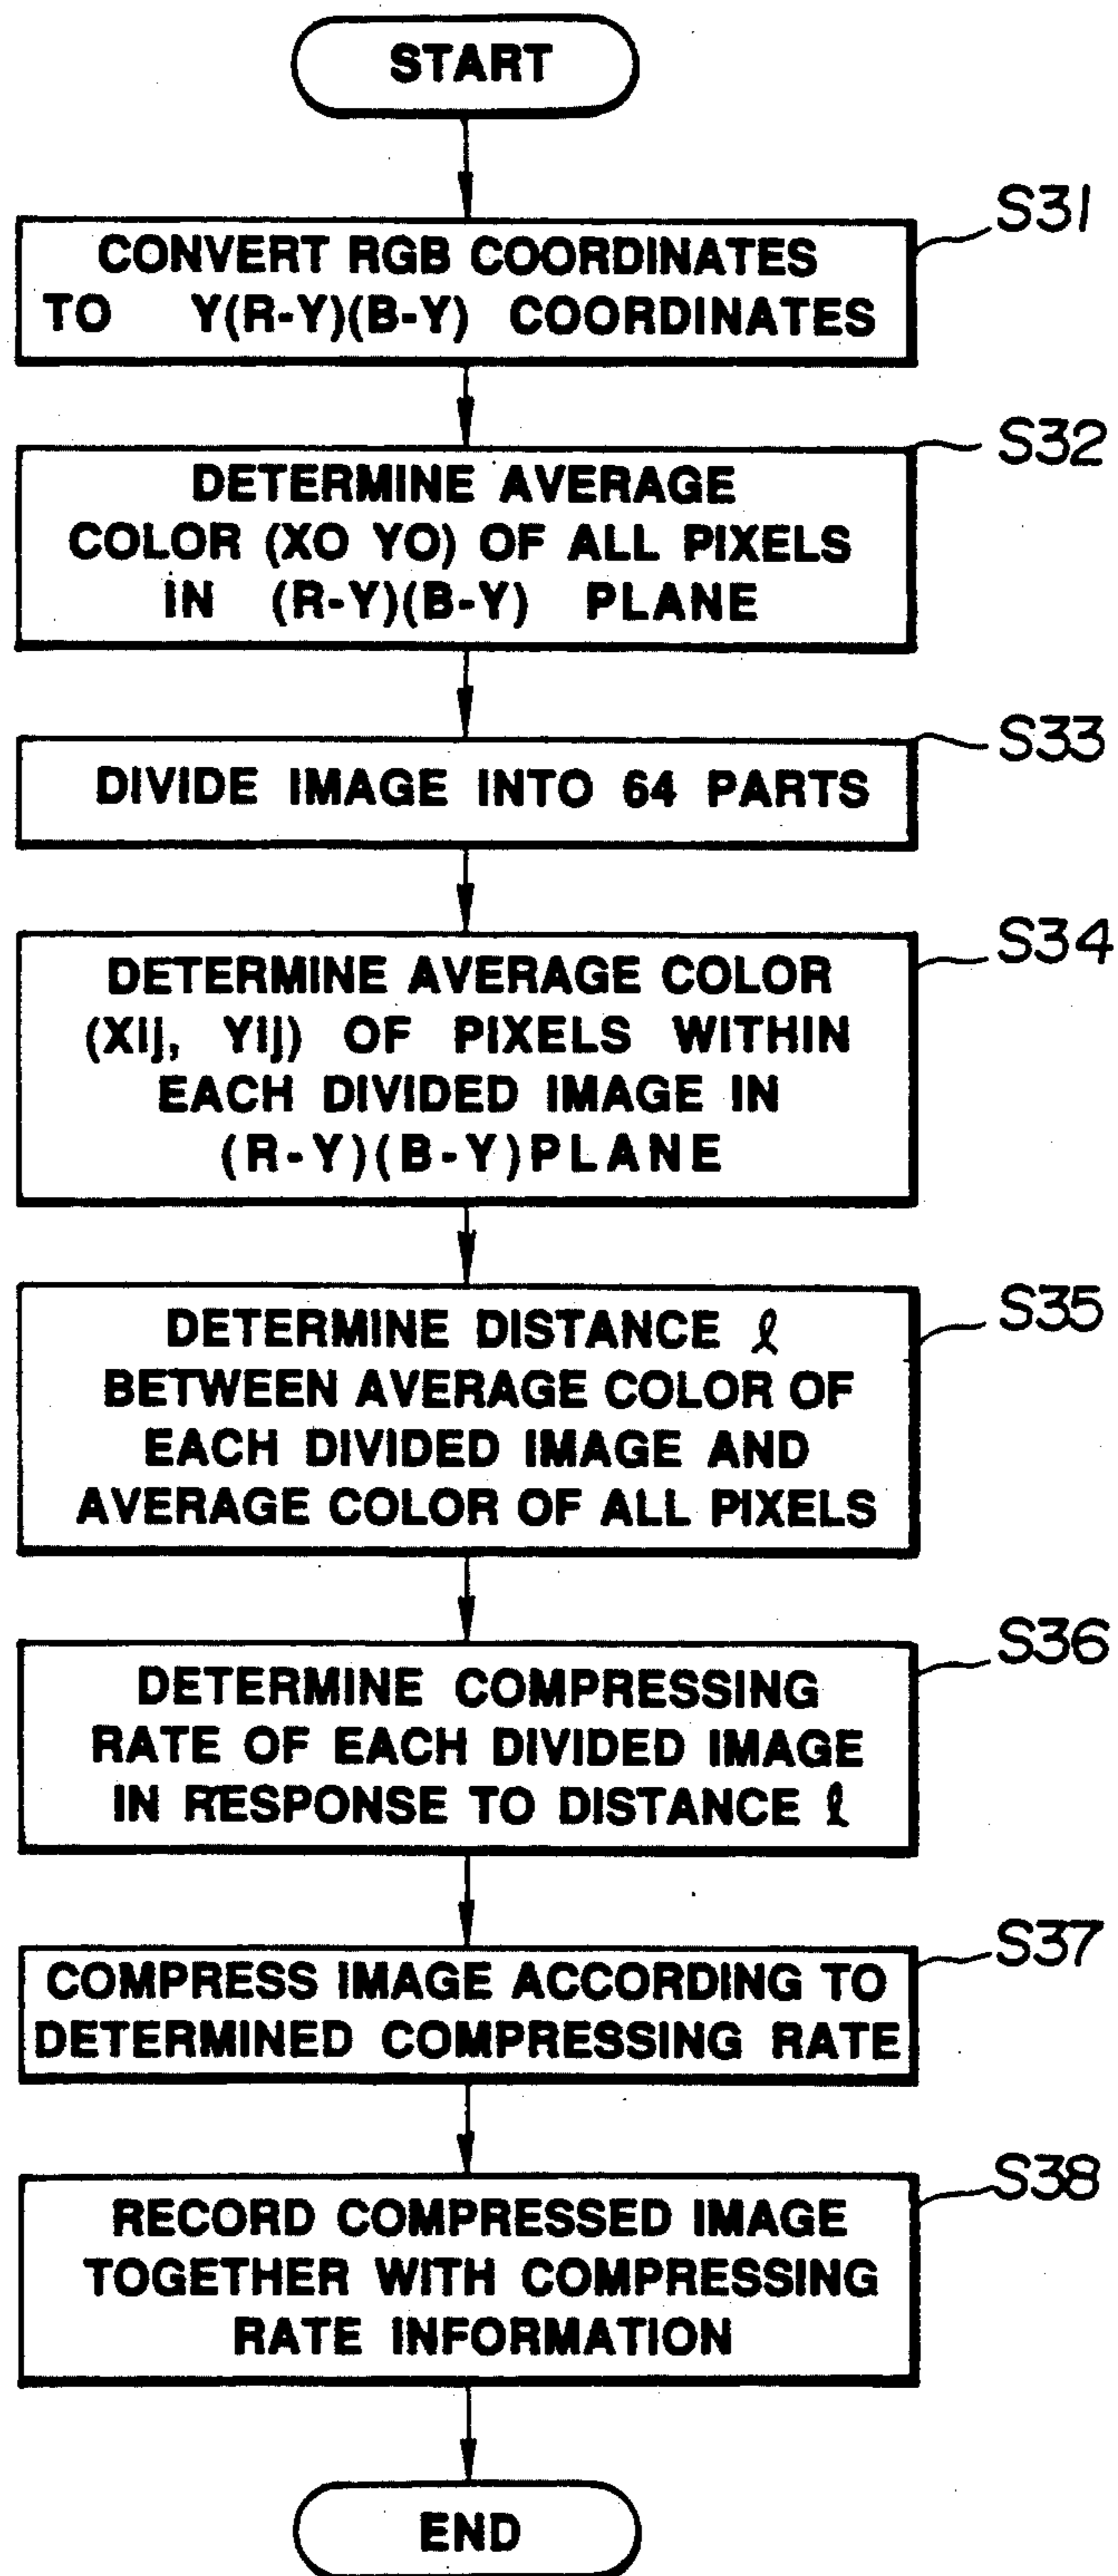 START
S31
CONVERT RGB COORDINATES
TO Y(R-Y)(B-Y) COORDINATES
S32
DETERMINE AVERAGE
COLOR (XO YO) OF ALL PIXELS
IN (R-Y)(B-Y) PLANE
S33
DIVIDE IMAGE INTO 64 PARTS
S34
DETERMINE AVERAGE COLOR
(Xij, Yij) OF PIXELS WITHIN
EACH DIVIDED IMAGE IN
(R-Y)(B-Y)PLANE
S35
DETERMINE DISTANCE ℓ
BETWEEN AVERAGE COLOR OF
EACH DIVIDED IMAGE AND
AVERAGE COLOR OF ALL PIXELS
S36
DETERMINE COMPRESSING
RATE OF EACH DIVIDED IMAGE
IN RESPONSE TO DISTANCE ℓ
S37
COMPRESS IMAGE ACCORDING TO
DETERMINED COMPRESSING RATE
S38
RECORD COMPRESSED IMAGE
TOGETHER WITH COMPRESSING
RATE INFORMATION
END